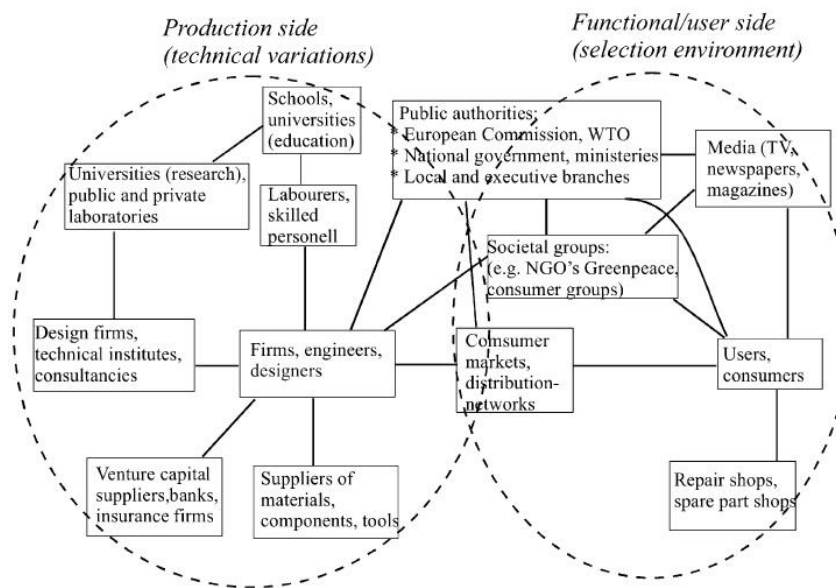 Production side
(technical variations)
Functional/user side
(selection environment)
Schools,
universities
(education)
Public authorities:
* European Commission, WTO
* National government, ministeries
* Local and executive branches
Media (TV,
newspapers,
magazines)
Universities (research),
public and private
laboratories
Labourers,
skilled
personell
Societal groups:
(e.g. NGO's Greenpeace,
consumer groups)
Design firms,
technical institutes,
consultancies
Firms, engineers,
designers
Comsumer
markets,
distribution-
networks
Users,
consumers
Venture capital
suppliers,banks,
insurance firms
Suppliers of
materials,
components, tools
Repair shops,
spare part shops